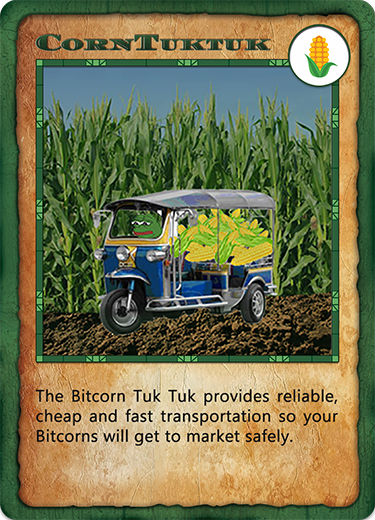 CornTuktuk
The Bitcorn Tuk Tuk provides reliable,
cheap and fast transportation so your
Bitcorns will get to market safely.